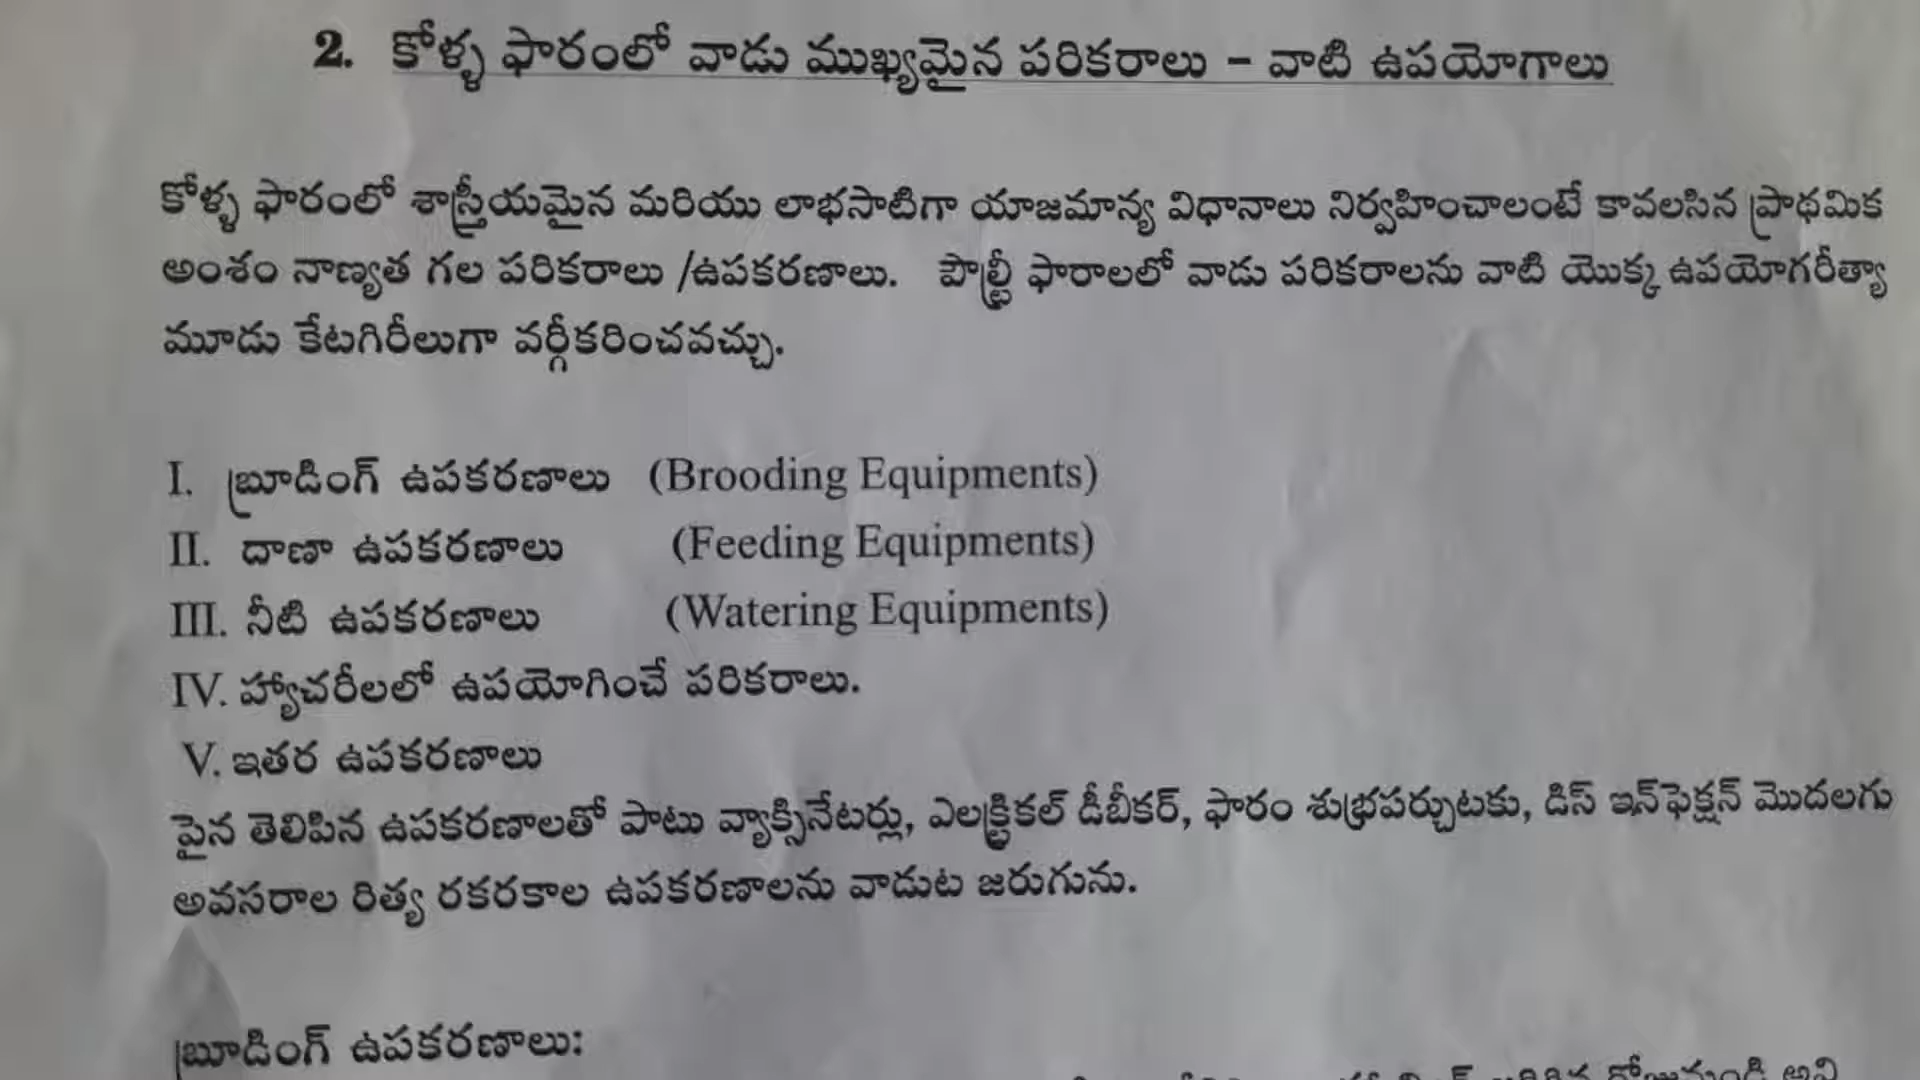 2. కోళ్ళ ఫారంలో వాడు ముఖ్యమైన పరికరాలు – వాటి ఉపయోగాలు
కోళ్ళ ఫారంలో శాస్త్రీయమైన మరియు లాభసాటిగా యాజమాన్య విధానాలు నిర్వహించాలంటే కావలసిన ప్రాథమిక
అంశం నాణ్యత గల పరికరాలు /ఉపకరణాలు. పౌల్ట్రీ ఫారాలలో వాడు పరికరాలను వాటి యొక్క ఉపయోగరీత్యా
మూడు కేటగిరీలుగా వర్గీకరించవచ్చు.
I. బ్రూడింగ్ ఉపకరణాలు (Brooding Equipments)
II. దాణా ఉపకరణాలు (Feeding Equipments)
III. నీటి ఉపకరణాలు (Watering Equipments)
IV. హ్యాచరీలలో ఉపయోగించే పరికరాలు.
V. ఇతర ఉపకరణాలు
పైన తెలిపిన ఉపకరణాలతో పాటు వ్యాక్సినేటర్లు, ఎలక్ట్రికల్ డీబీకర్, ఫారం శుభ్రపర్చుటకు, డిస్ ఇన్‌ఫెక్షన్ మొదలగు
అవసరాల రిత్య రకరకాల ఉపకరణాలను వాడుట జరుగును.
బ్రూడింగ్ ఉపకరణాలు: